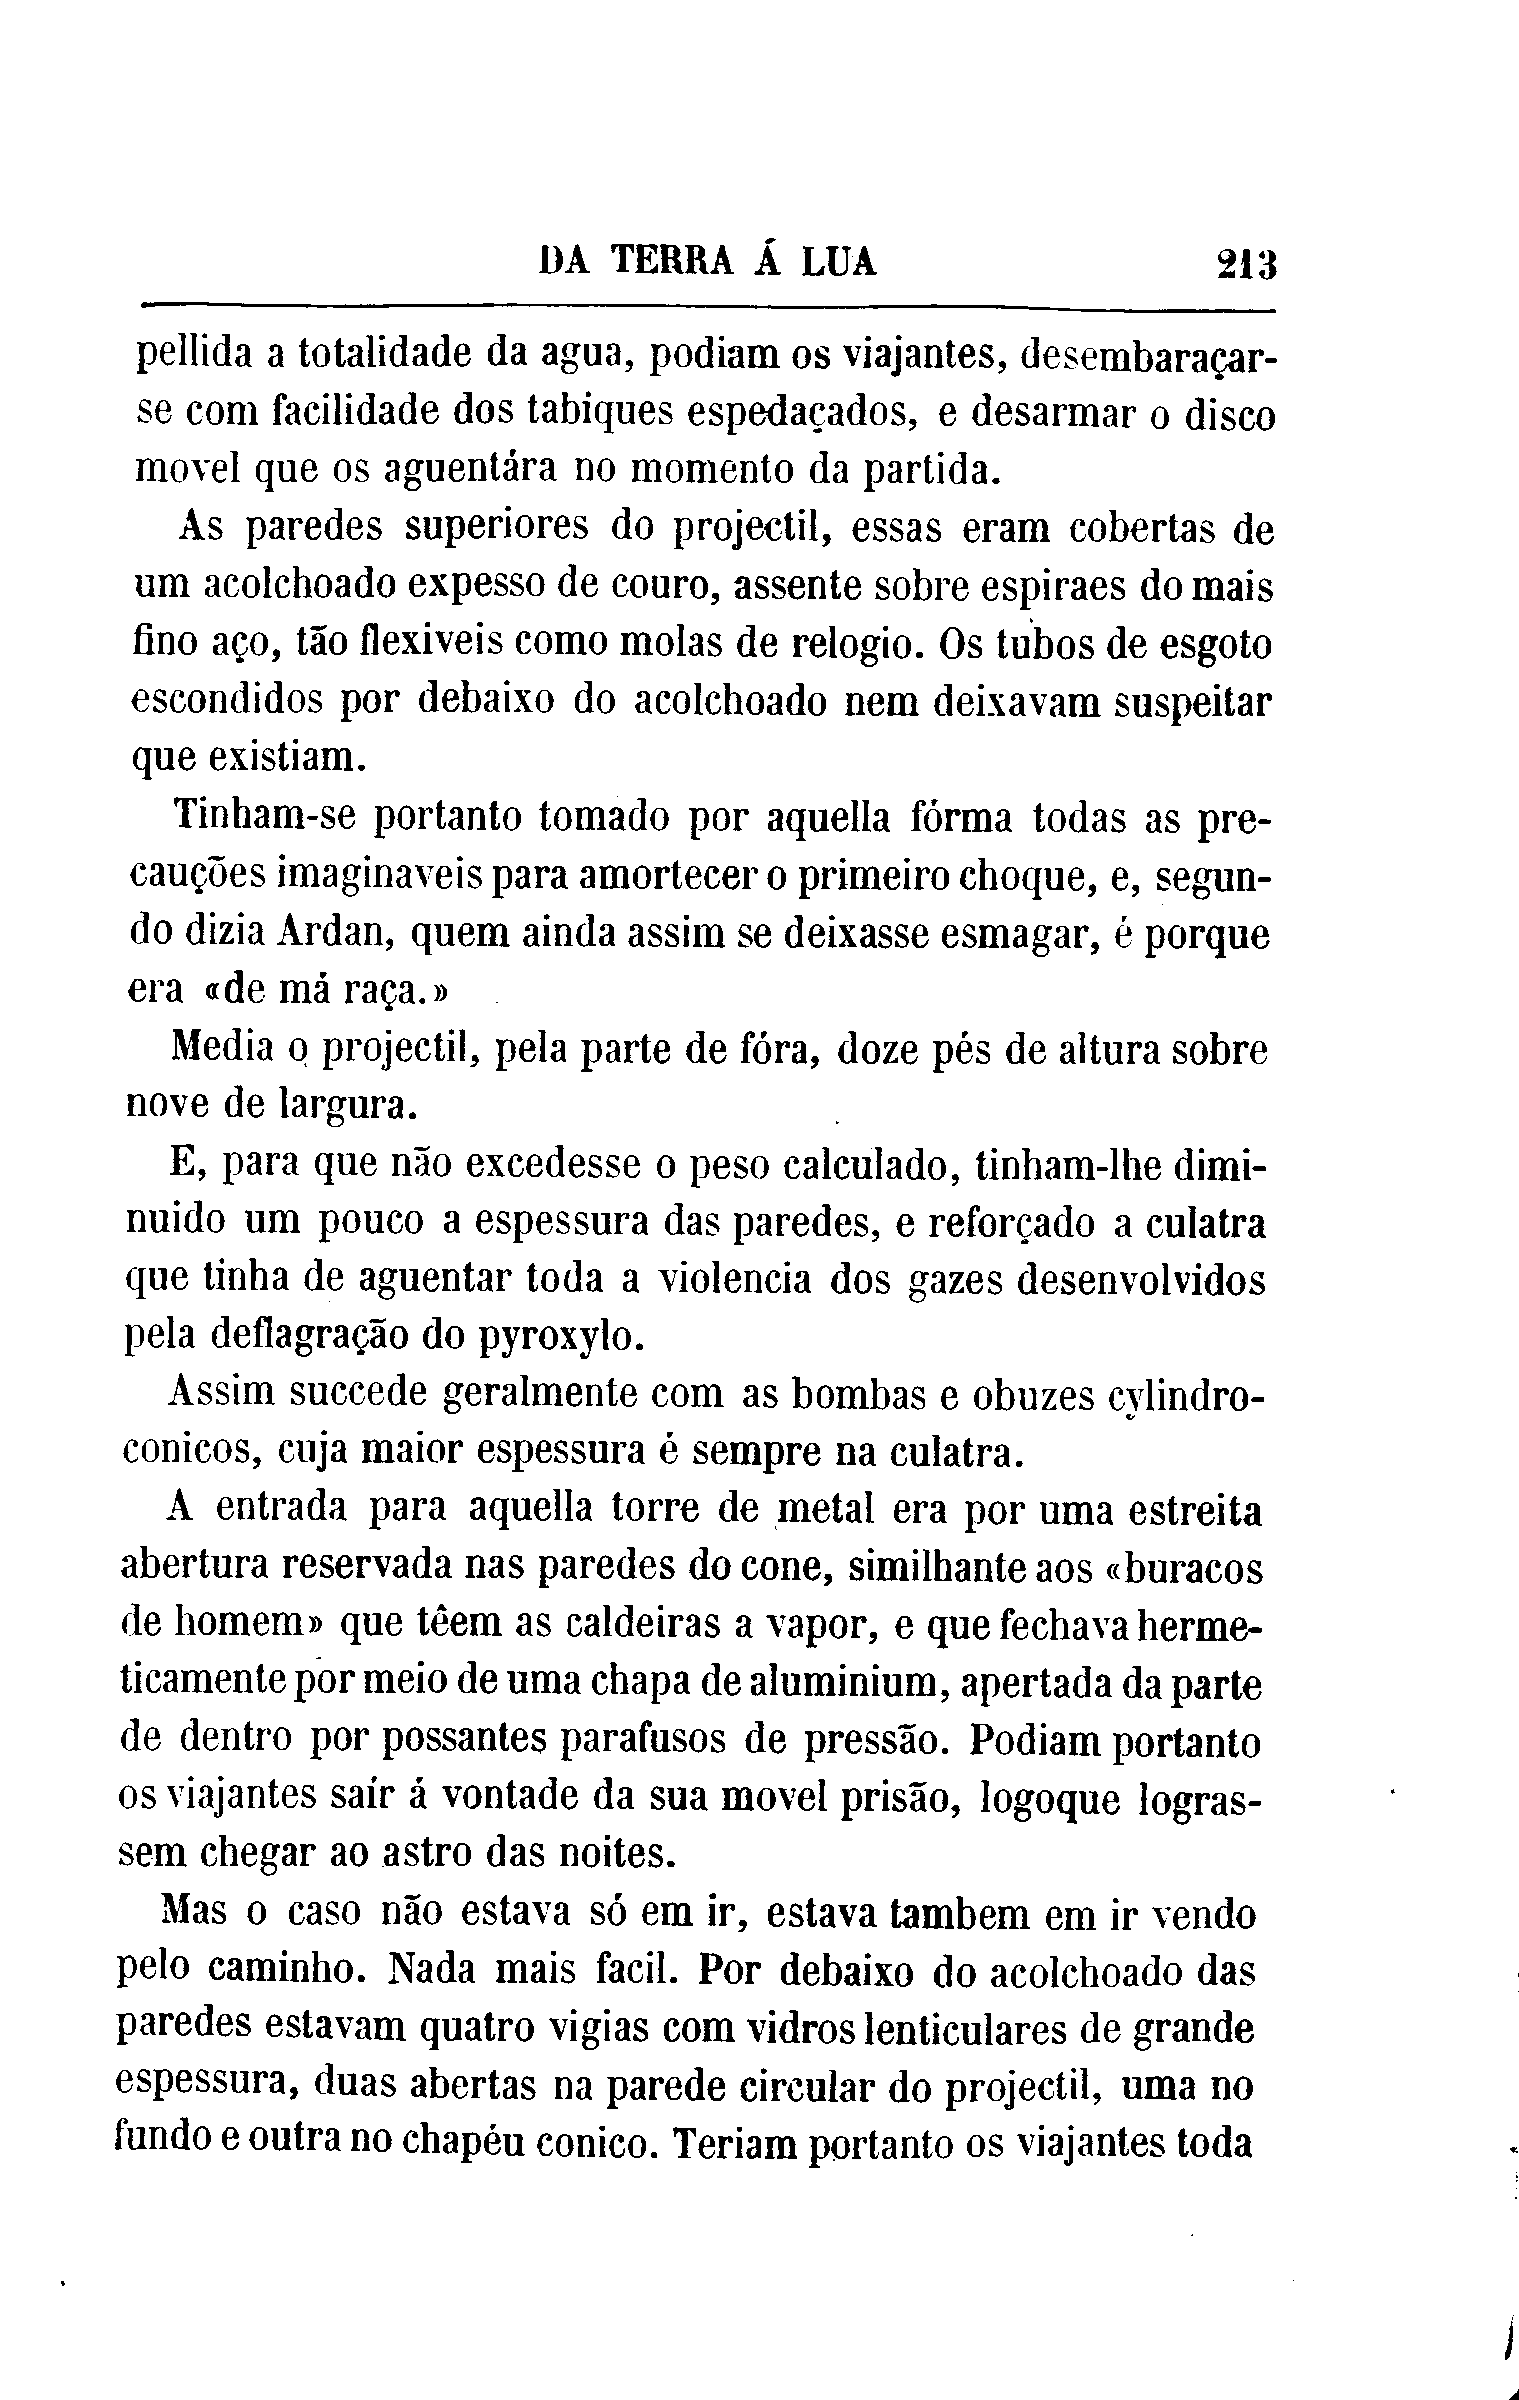 DA TERRA Á LUA 213
pellida a totalidade da agua, podiam os viajantes, desembaraçar-
se com facilidade dos tabiques espedaçados, e desarmar o disco
movel que os aguentára no momento da partida.
As paredes superiores do projectil, essas eram cobertas de
um acolchoado expesso de couro, assente sobre espiraes do mais
fino aço, tão flexiveis como molas de relogio. Os tubos de esgoto
escondidos por debaixo do acolchoado nem deixavam suspeitar
que existiam.
Tinham-se portanto tomado por aquella fórma todas as pre-
cauções imaginaveis para amortecer o primeiro choque, e, segun-
do dizia Ardan, quem ainda assim se deixasse esmagar, é porque
era «de má raça.»
Media o projectil, pela parte de fóra, doze pés de altura sobre
nove de largura.
E, para que não excedesse o peso calculado, tinham-lhe dimi-
nuido um pouco a espessura das paredes, e reforçado a culatra
que tinha de aguentar toda a violencia dos gazes desenvolvidos
pela deflagração do pyroxylo.
Assim succede geralmente com as bombas e obuzes cylindro-
conicos, cuja maior espessura é sempre na culatra.
A entrada para aquella torre de metal era por uma estreita
abertura reservada nas paredes do cone, similhante aos «buracos
de homem» que têem as caldeiras a vapor, e que fechava herme-
ticamente por meio de uma chapa de aluminium, apertada da parte
de dentro por possantes parafusos de pressão. Podiam portanto
os viajantes saír á vontade da sua movel prisão, logoque logras-
sem chegar ao astro das noites.
Mas o caso não estava só em ir, estava tambem em ir vendo
pelo caminho. Nada mais facil. Por debaixo do acolchoado das
paredes estavam quatro vigias com vidros lenticulares de grande
espessura, duas abertas na parede circular do projectil, uma no
fundo e outra no chapéu conico. Teriam portanto os viajantes toda